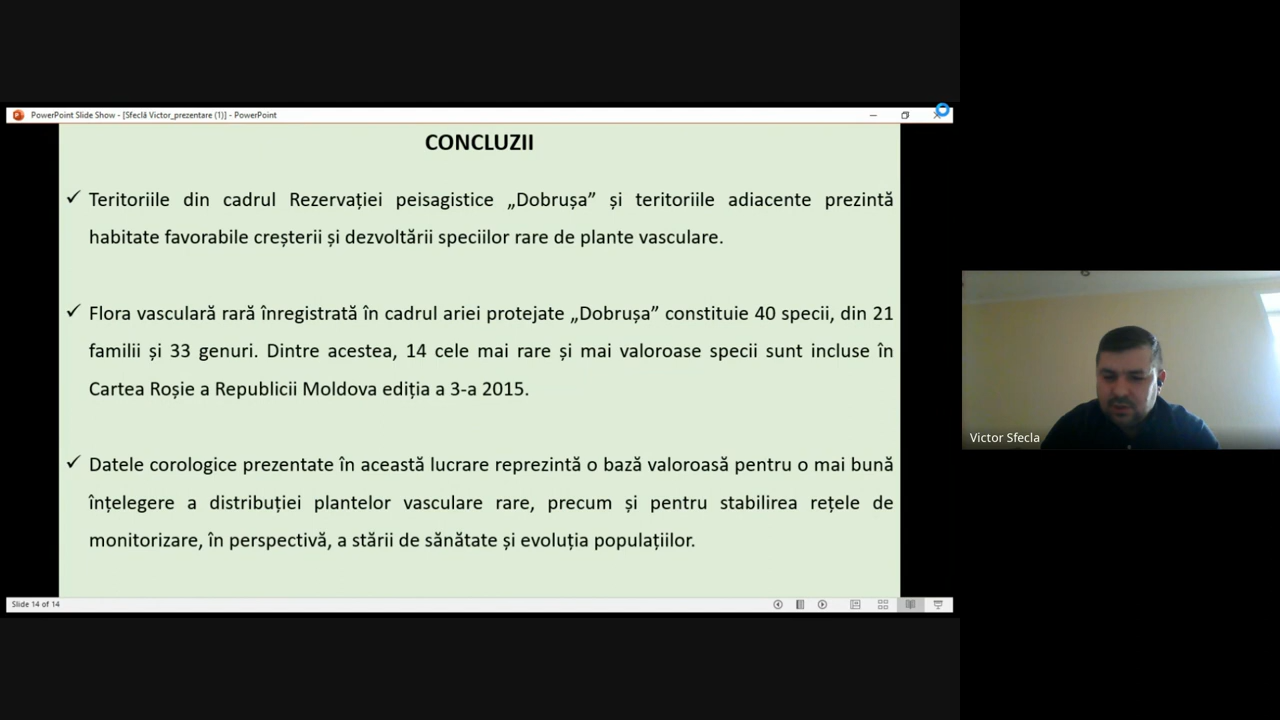 PowerPoint Slide Show - [Sfeclă Victor_prezentare (1)] - PowerPoint
CONCLUZII
✓ Teritoriile din cadrul Rezervației peisagistice „Dobrușa” și teritoriile adiacente prezintă
habitate favorabile creșterii și dezvoltării speciilor rare de plante vasculare.
✓ Flora vasculară rară înregistrată în cadrul ariei protejate „Dobrușa” constituie 40 specii, din 21
familii și 33 genuri. Dintre acestea, 14 cele mai rare și mai valoroase specii sunt incluse în
Cartea Roșie a Republicii Moldova ediția a 3-a 2015.
✓ Datele corologice prezentate în această lucrare reprezintă o bază valoroasă pentru o mai bună
înțelegere a distribuției plantelor vasculare rare, precum și pentru stabilirea rețele de
monitorizare, în perspectivă, a stării de sănătate și evoluția populațiilor.
Slide 14 of 14
Victor Sfecla